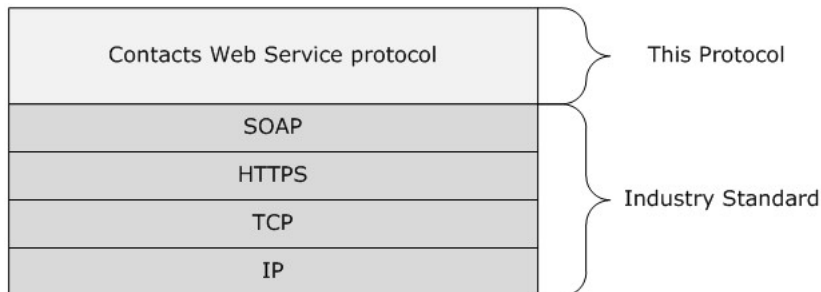 Contacts Web Service protocol
This Protocol
SOAP
HTTPS
TCP
IP
Industry Standard